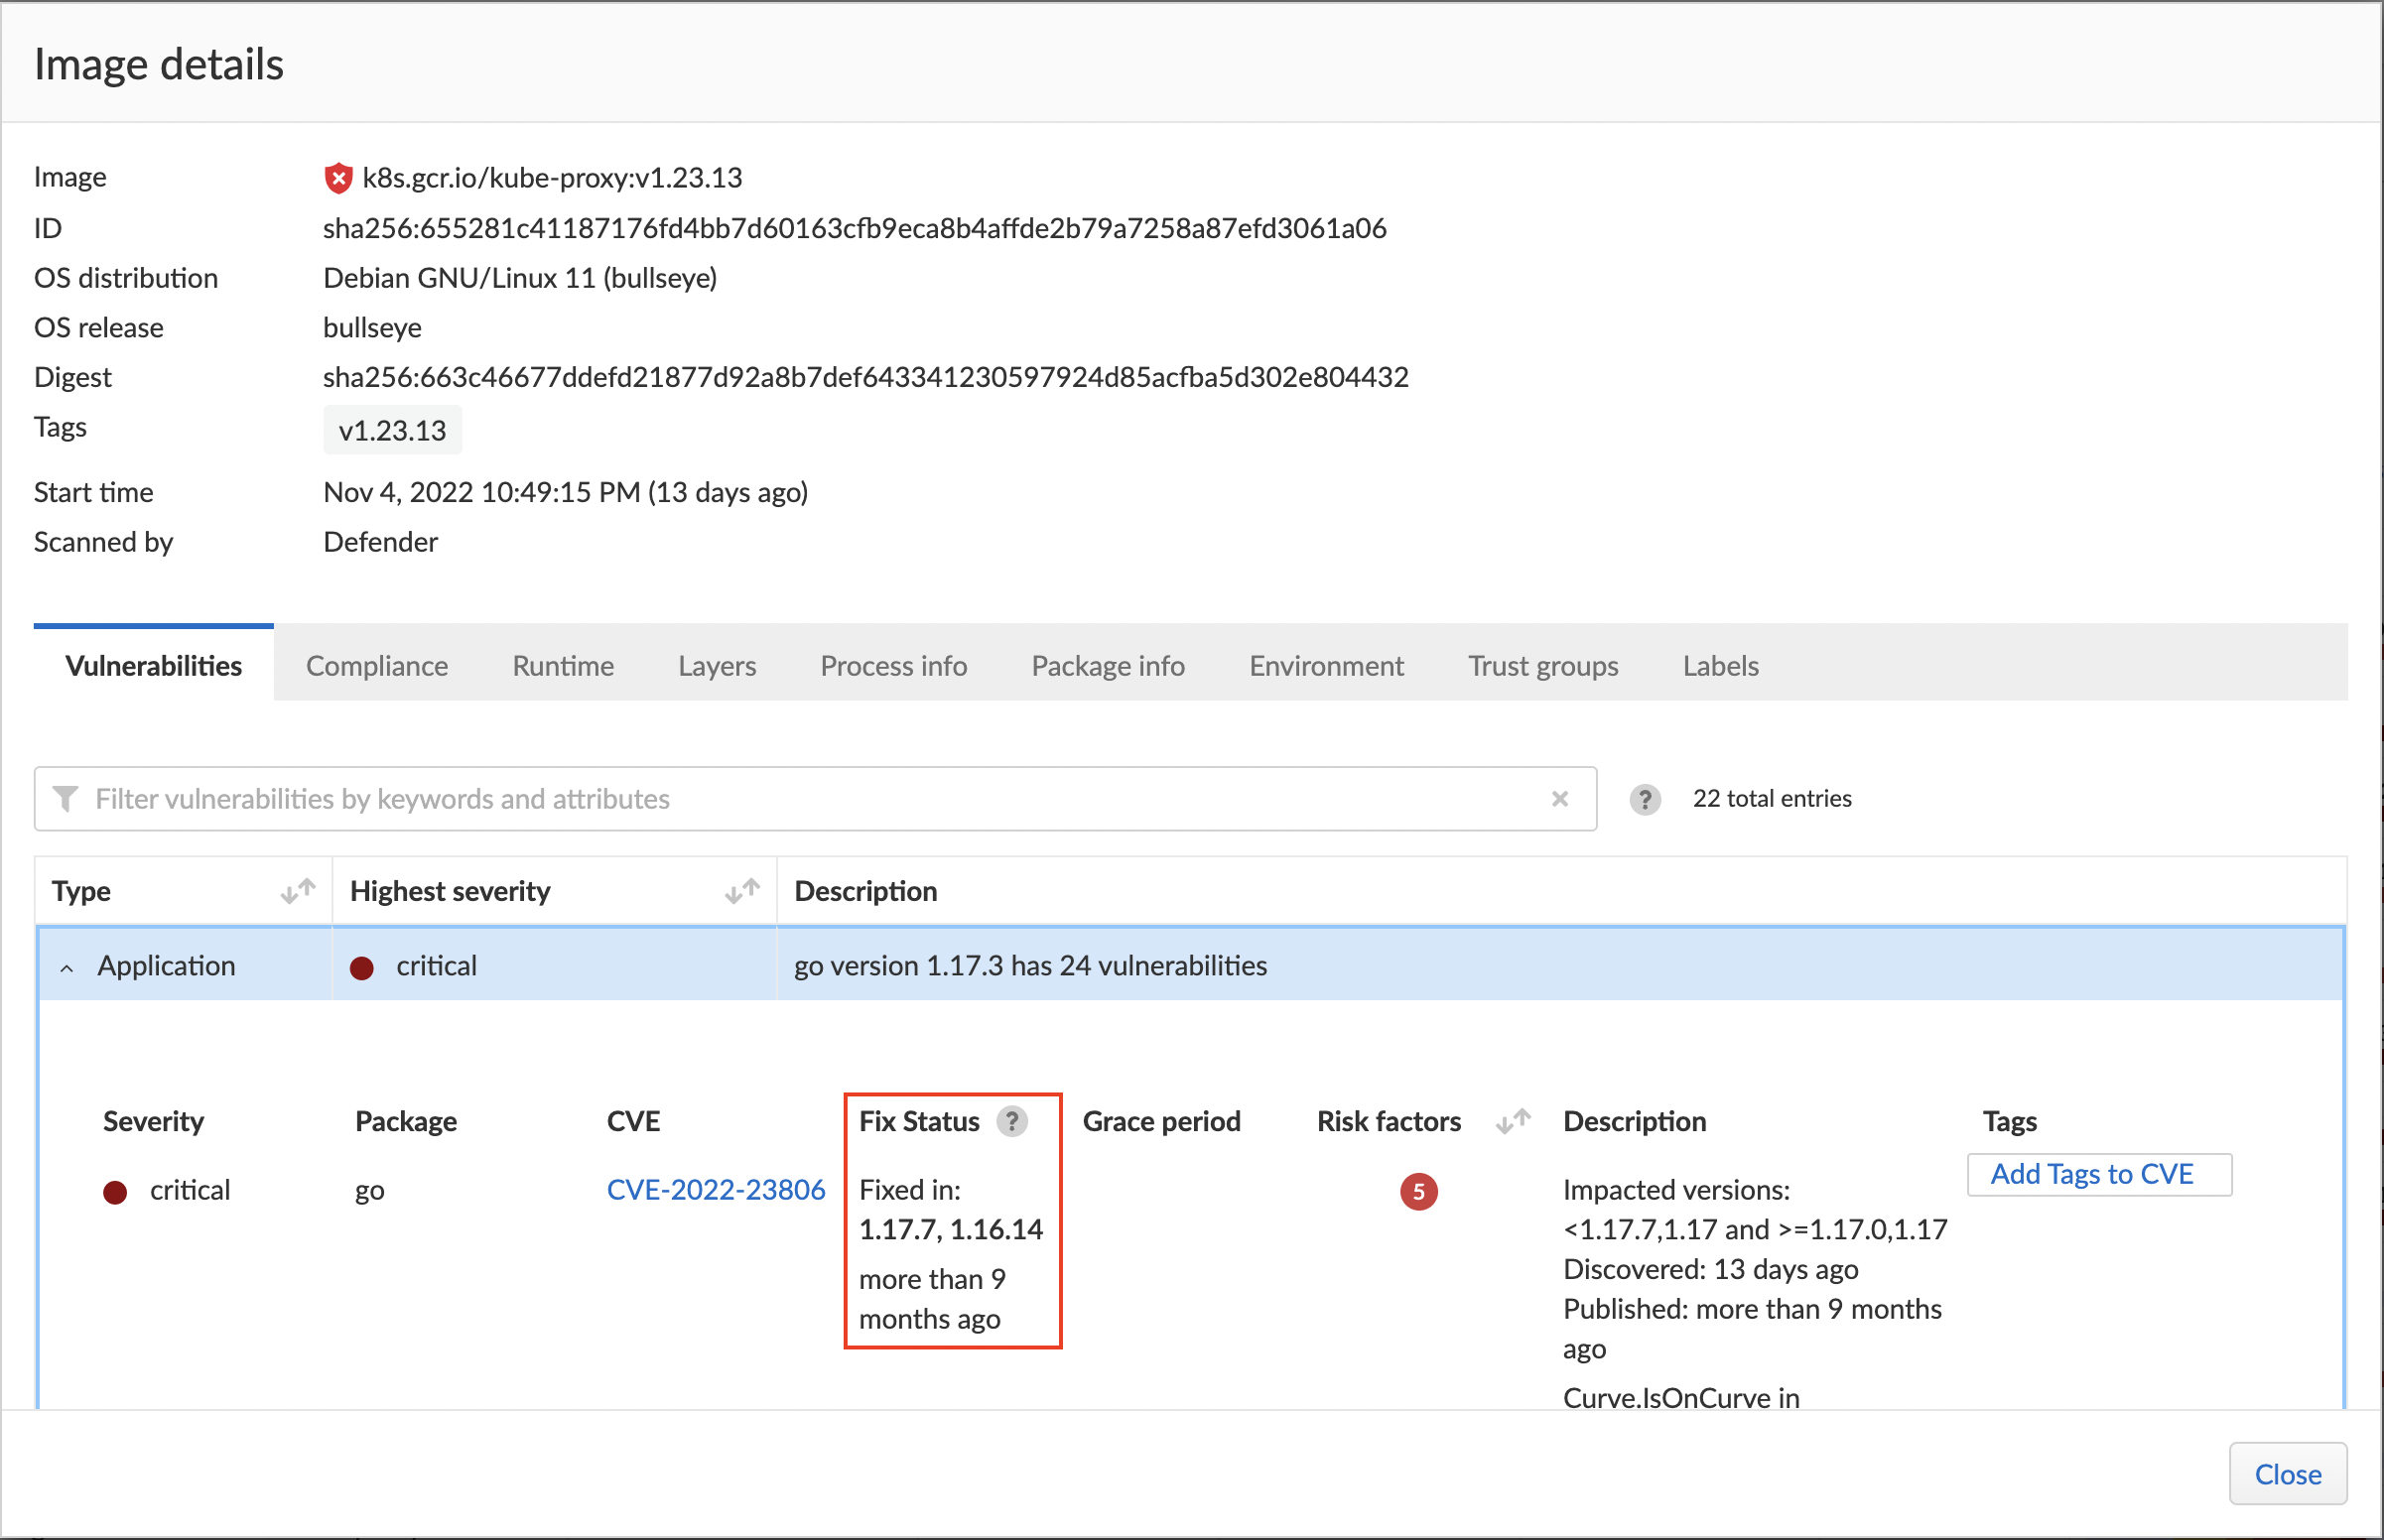 Image details
Image k8s.gcr.io/kube-proxy:v1.23.13
ID sha256:655281c41187176fd4bb7d60163cfb9eca8b4affde2b79a7258a87efd3061a06
OS distribution Debian GNU/Linux 11 (bullseye)
OS release bullseye
Digest sha256:663c46677ddefd21877d92a8b7def643341230597924d85acfba5d302e804432
Tags v1.23.13
Start time Nov 4, 2022 10:49:15 PM (13 days ago)
Scanned by Defender
Vulnerabilities Compliance Runtime Layers Process info Package info Environment Trust groups Labels
Filter vulnerabilities by keywords and attributes ? 22 total entries
Type Highest severity Description
Application critical go version 1.17.3 has 24 vulnerabilities
Severity Package CVE Fix Status ? Grace period Risk factors Description Tags
critical go CVE-2022-23806 Fixed in: 5 Impacted versions: Add Tags to CVE
1.17.7, 1.16.14 <1.17.7,1.17 and >=1.17.0,1.17
more than 9 Discovered: 13 days ago
months ago Published: more than 9 months
ago
Curve.IsOnCurve in
Close